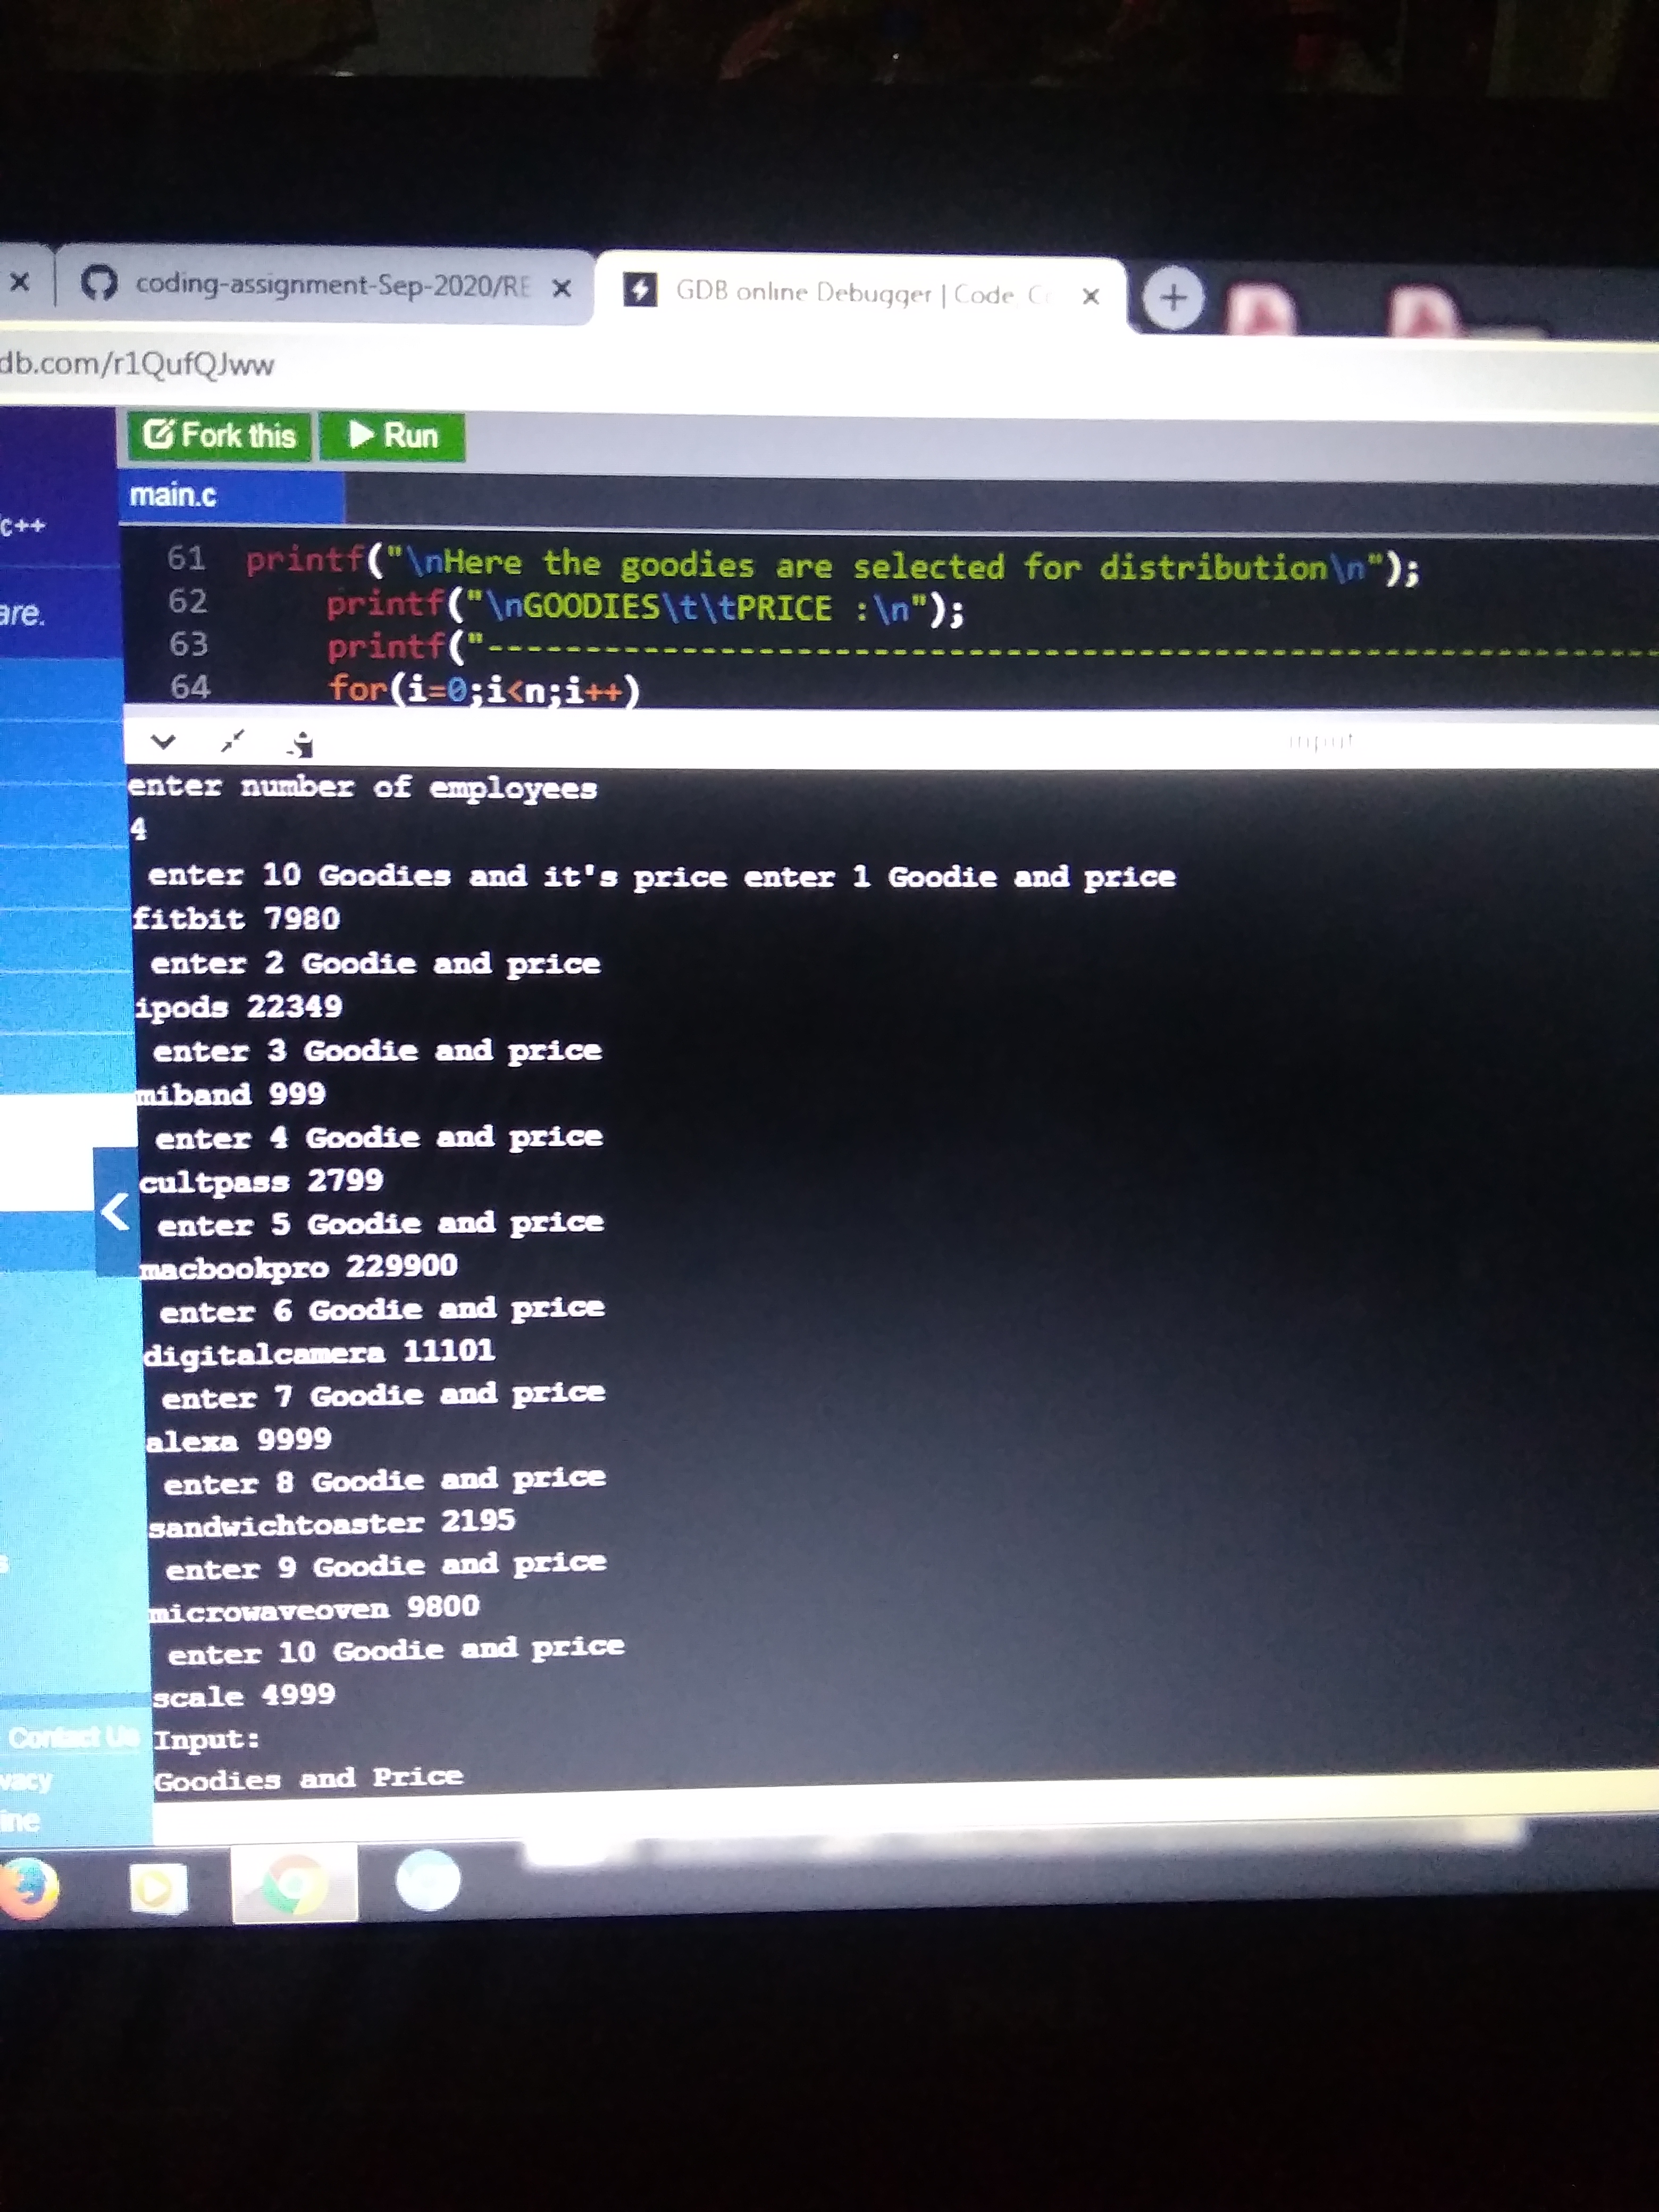 coding-assignment-Sep-2020/RE
GDB online Debugger | Code
db.com/r1QufQJww
Fork this
Run
main.c
c++
are.
61 printf("\nHere the goodies are selected for distribution\n");
62 printf("\nGOODIES\t\tPRICE :\n");
63 printf("------------------------------------------------------------------------
64 for(i=0;i<n;i++)
input
enter number of employees
4
enter 10 Goodies and it's price enter 1 Goodie and price
fitbit 7980
enter 2 Goodie and price
ipods 22349
enter 3 Goodie and price
miband 999
enter 4 Goodie and price
cultpass 2799
enter 5 Goodie and price
macbookpro 229900
enter 6 Goodie and price
digitalcamera 11101
enter 7 Goodie and price
alexa 9999
enter 8 Goodie and price
sandwichtoaster 2195
enter 9 Goodie and price
microwaveoven 9800
enter 10 Goodie and price
scale 4999
Input:
Goodies and Price
s
Contact Us
vacy
ine